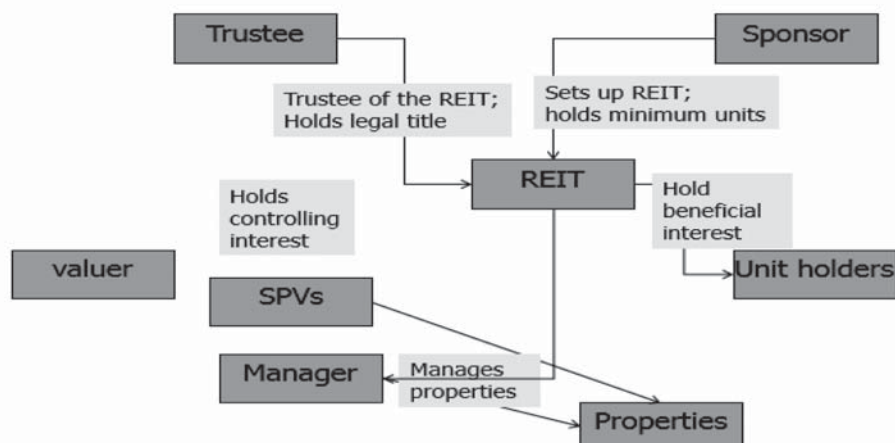 Trustee
Sponsor
Trustee of the REIT;
Holds legal title
Sets up REIT;
holds minimum units
REIT
Holds
controlling
interest
Hold
beneficial
interest
valuer
Unit holders
SPVs
Manager
Manages
properties
Properties